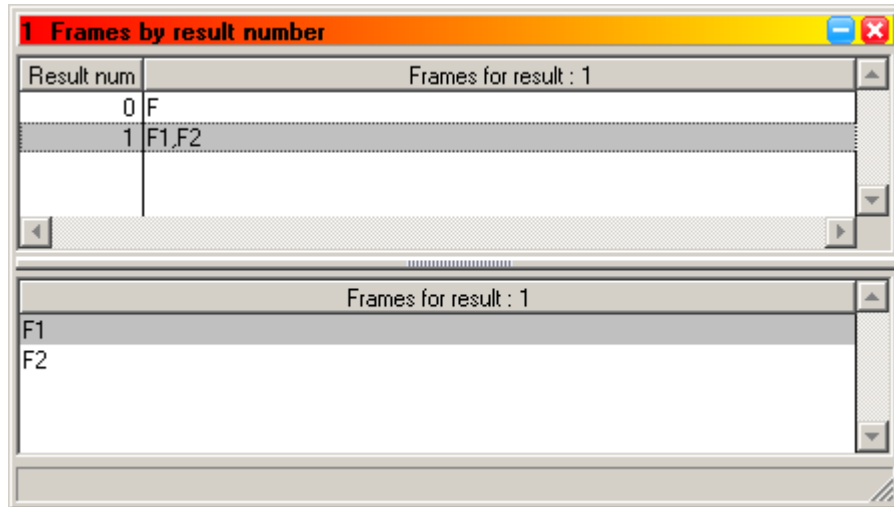 1 Frames by result number
Result num Frames for result : 1
0 F
1 F1,F2
Frames for result : 1
F1
F2